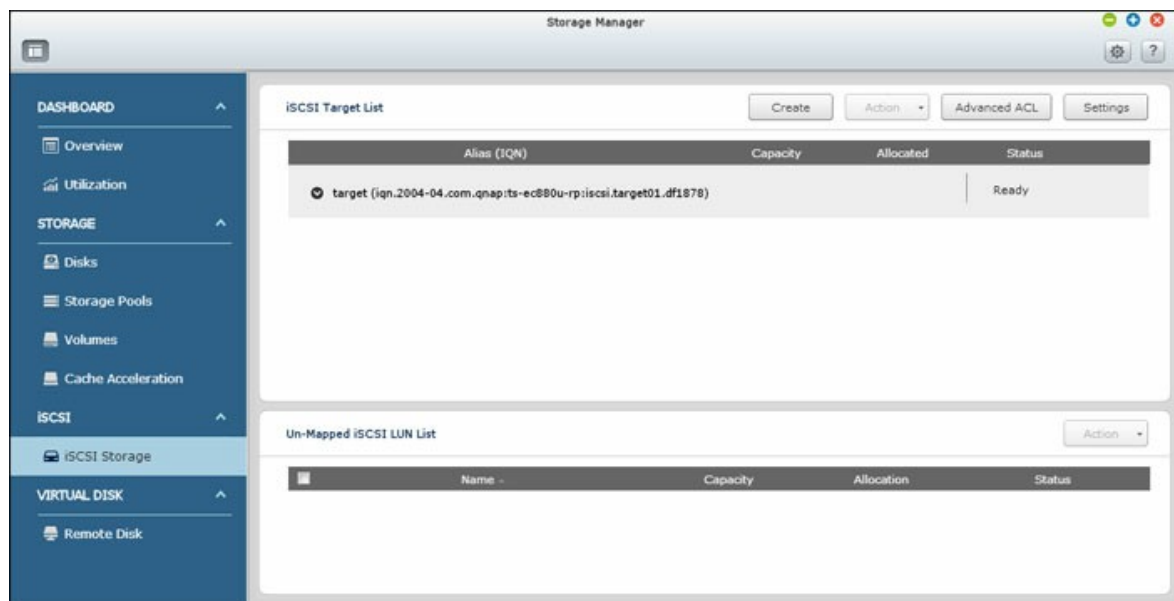 Storage Manager
?
DASHBOARD
Overview
Utilization
STORAGE
Disks
Storage Pools
Volumes
Cache Acceleration
iSCSI
iSCSI Storage
VIRTUAL DISK
Remote Disk
iSCSI Target List
Create
Action
Advanced ACL
Settings
Alias (IQN) Capacity Allocated Status
target (iqn.2004-04.com.qnap:ts-ec880u-rp:iscsi.target01.df1878) Ready
Un-Mapped iSCSI LUN List
Action
Name Capacity Allocation Status